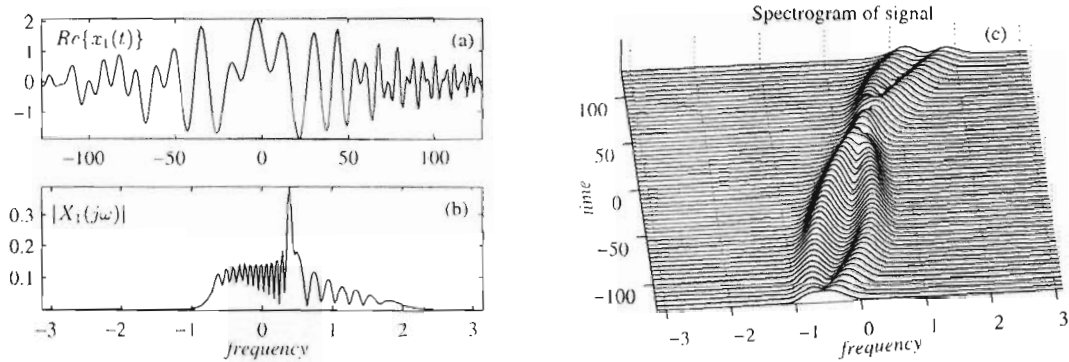 2
1
0
-1
Re{x₁(t)}
(a)
-100 -50 0 50 100
0.3
0.2
0.1
|X₁(jω)|
(b)
-3 -2 -1 0 1 2 3
frequency
Spectrogram of signal
(c)
100
50
0
-50
-100
time
-3 -2 -1 0 1 2 3
frequency